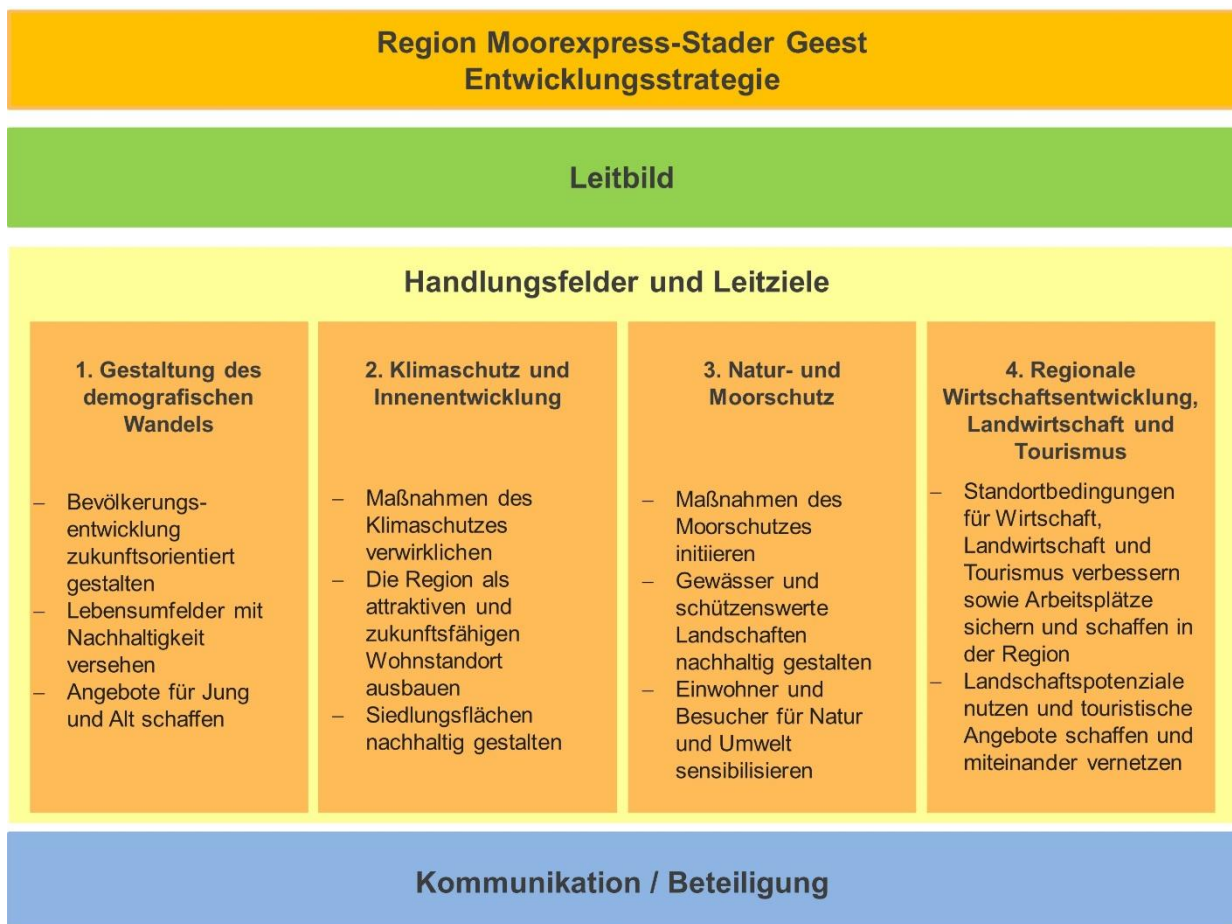 Region Moorexpress-Stader Geest
Entwicklungsstrategie
Leitbild
Handlungsfelder und Leitziele
1. Gestaltung des
demografischen
Wandels
– Bevölkerungs-
entwicklung
zukunftsorientiert
gestalten
– Lebensumfelder mit
Nachhaltigkeit
versehen
– Angebote für Jung
und Alt schaffen
2. Klimaschutz und
Innenentwicklung
– Maßnahmen des
Klimaschutzes
verwirklichen
– Die Region als
attraktiven und
zukunftsfähigen
Wohnstandort
ausbauen
– Siedlungsflächen
nachhaltig gestalten
3. Natur- und
Moorschutz
– Maßnahmen des
Moorschutzes
initiieren
– Gewässer und
schützenswerte
Landschaften
nachhaltig gestalten
– Einwohner und
Besucher für Natur
und Umwelt
sensibilisieren
4. Regionale
Wirtschaftsentwicklung,
Landwirtschaft und
Tourismus
– Standortbedingungen
für Wirtschaft,
Landwirtschaft und
Tourismus verbessern
sowie Arbeitsplätze
sichern und schaffen in
der Region
– Landschaftspotenziale
nutzen und touristische
Angebote schaffen und
miteinander vernetzen
Kommunikation / Beteiligung